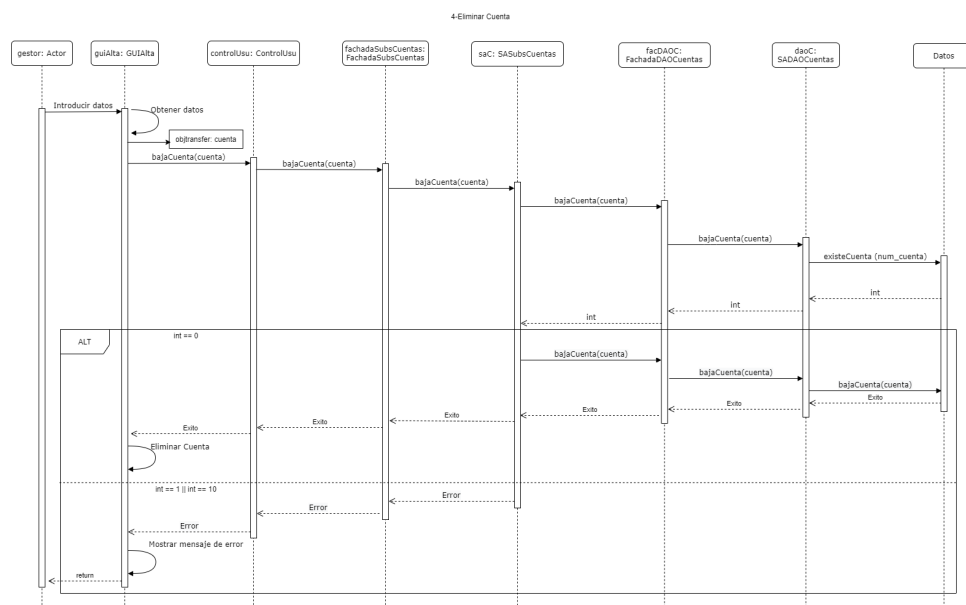 4-Eliminar Cuenta
gestor: Actor
guiAlta: GUIAlta
controlUsu: ControlUsu
fachadaSubsCuentas:
FachadaSubsCuentas
saC: SASubsCuentas
facDAOC:
FachadaDAOCuentas
daoC:
SADAOCuentas
Datos
Introducir datos
Obtener datos
objtransfer: cuenta
bajaCuenta(cuenta)
bajaCuenta(cuenta)
bajaCuenta(cuenta)
bajaCuenta(cuenta)
bajaCuenta(cuenta)
existeCuenta (num_cuenta)
int
int
int
ALT
int == 0
bajaCuenta(cuenta)
bajaCuenta(cuenta)
bajaCuenta(cuenta)
Exito
Exito
Exito
Exito
Exito
Exito
Eliminar Cuenta
int == 1 || int == 10
Error
Error
Error
Mostrar mensaje de error
return